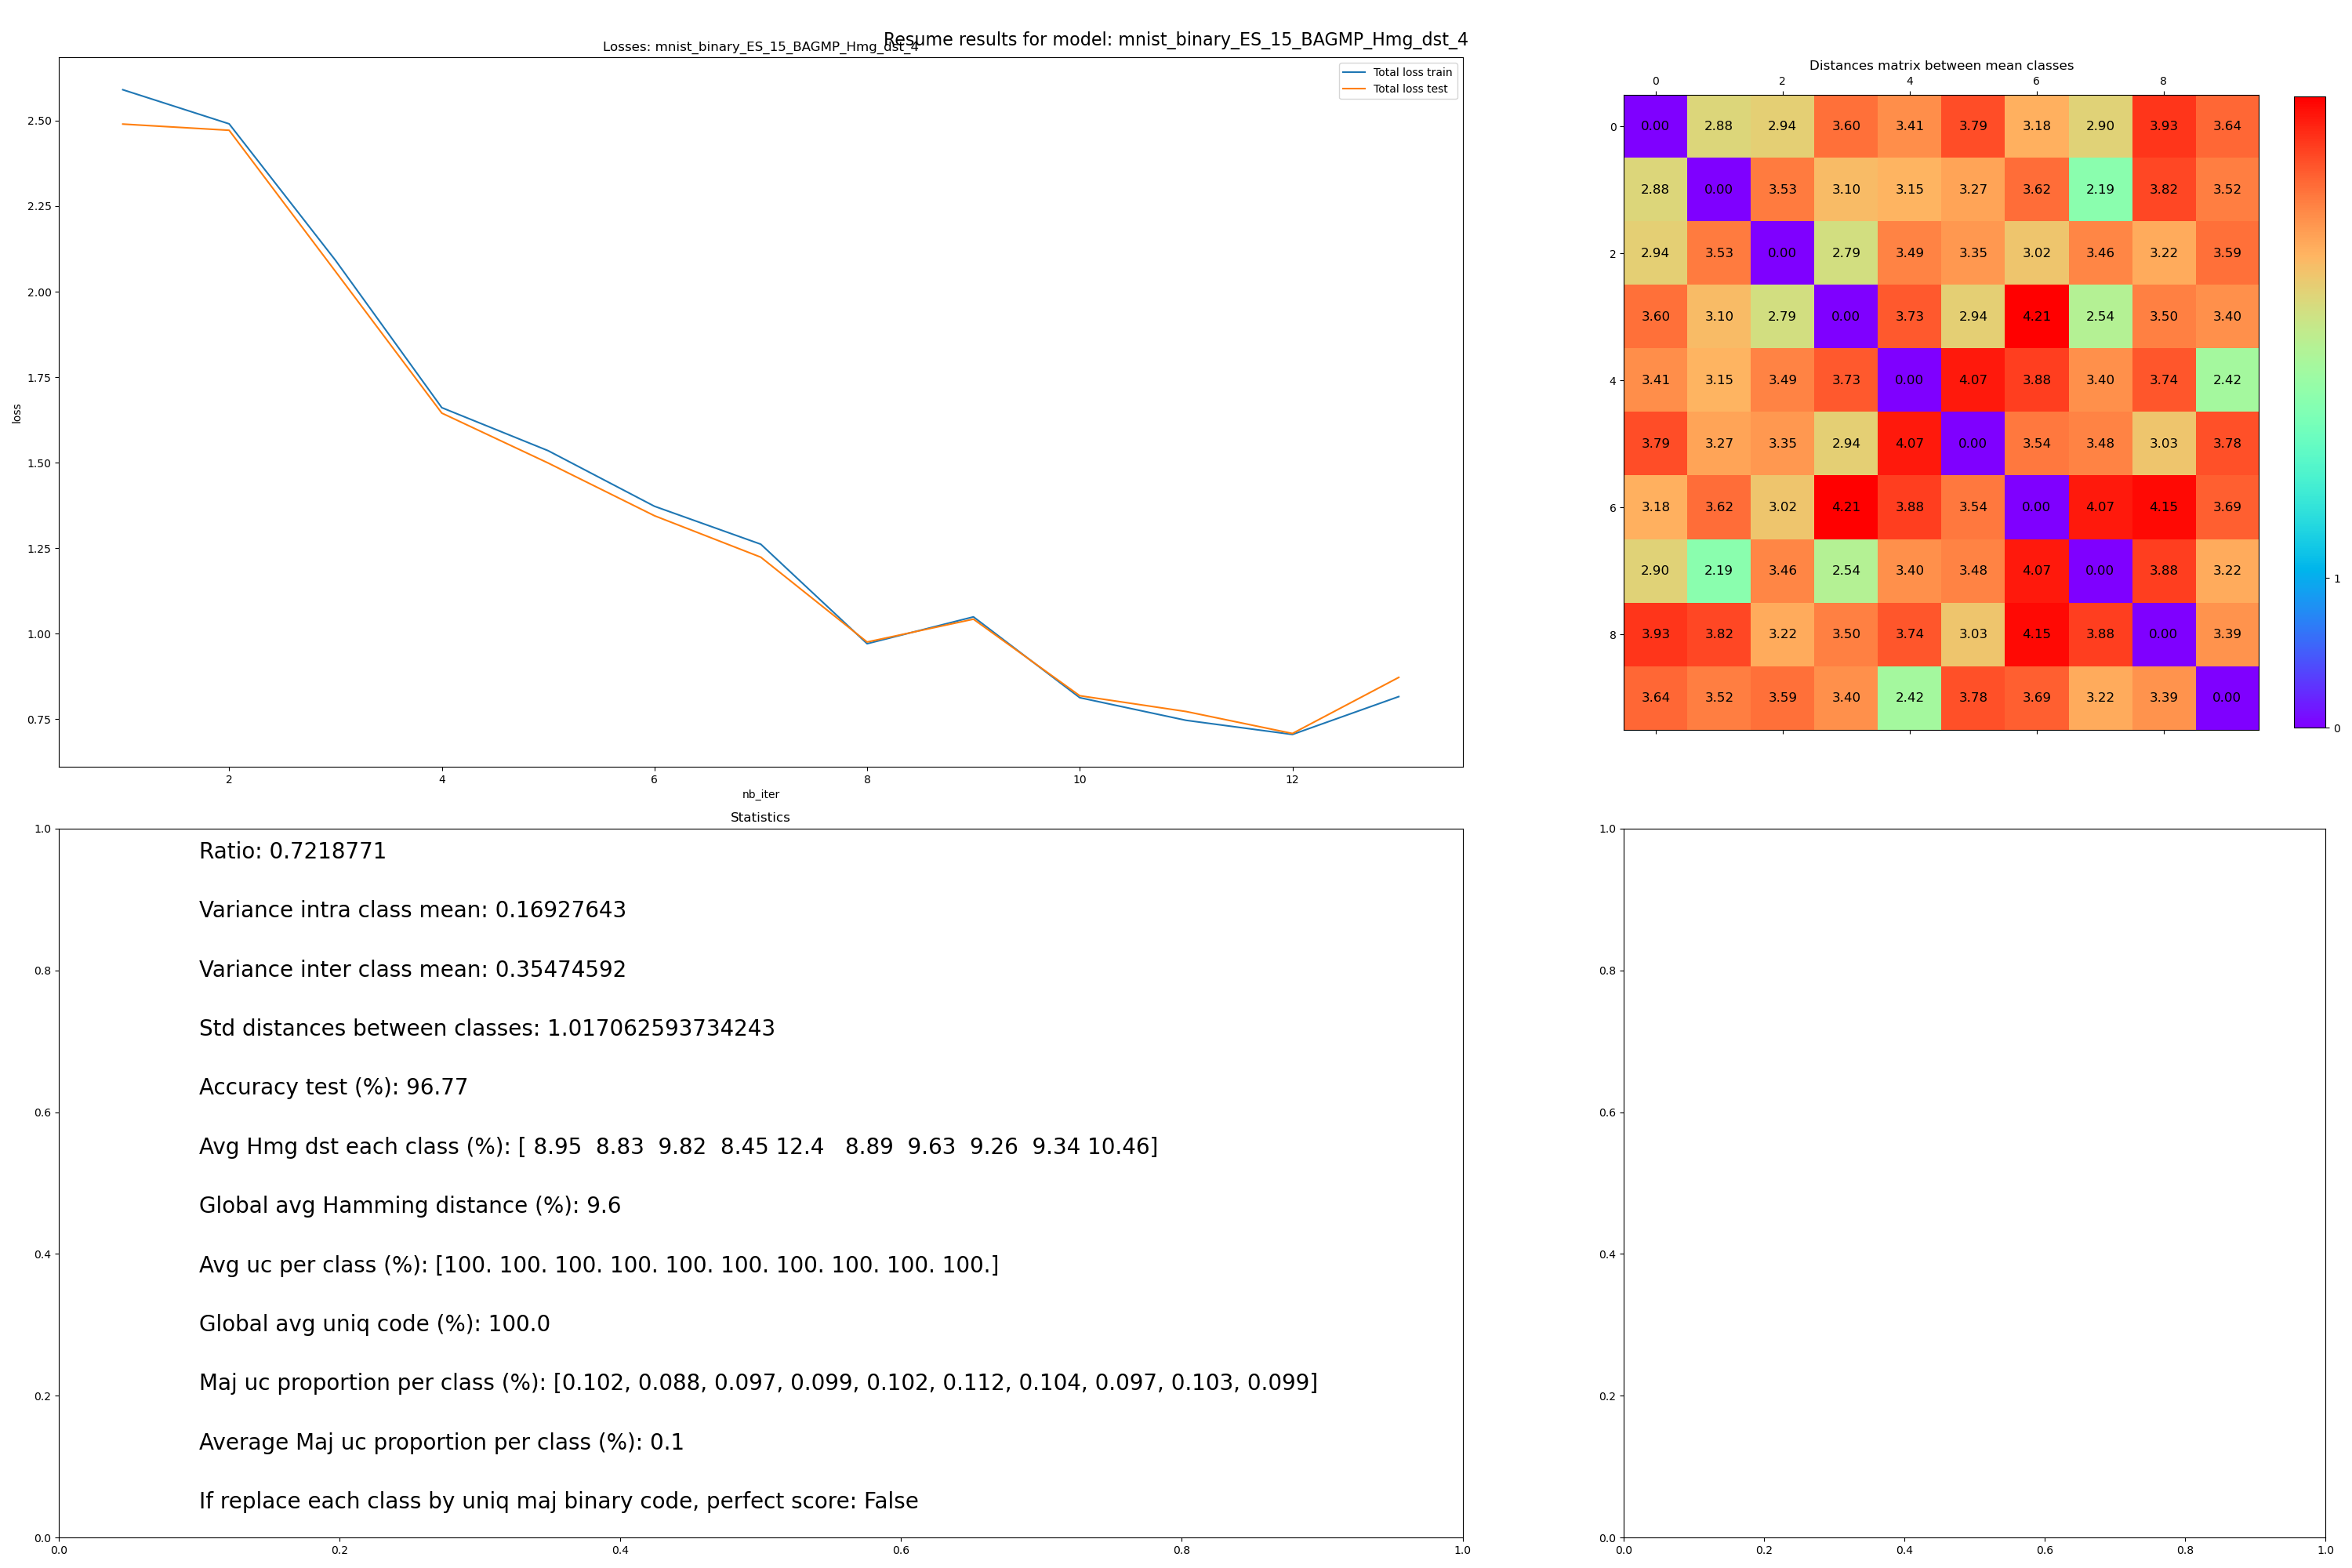 Resume results for model: mnist_binary_ES_15_BAGMP_Hmg_dst_4
Losses: mnist_binary_ES_15_BAGMP_Hmg_dst_4
Total loss train
Total loss test
2.50
2.25
2.00
1.75
1.50
1.25
1.00
0.75
loss
2 4 6 8 10 12
nb_iter
Distances matrix between mean classes
0 2 4 6 8
0 0.00 2.88 2.94 3.60 3.41 3.79 3.18 2.90 3.93 3.64
2.88 0.00 3.53 3.10 3.15 3.27 3.62 2.19 3.82 3.52
2 2.94 3.53 0.00 2.79 3.49 3.35 3.02 3.46 3.22 3.59
3.60 3.10 2.79 0.00 3.73 2.94 4.21 2.54 3.50 3.40
4 3.41 3.15 3.49 3.73 0.00 4.07 3.88 3.40 3.74 2.42
3.79 3.27 3.35 2.94 4.07 0.00 3.54 3.48 3.03 3.78
6 3.18 3.62 3.02 4.21 3.88 3.54 0.00 4.07 4.15 3.69
2.90 2.19 3.46 2.54 3.40 3.48 4.07 0.00 3.88 3.22
8 3.93 3.82 3.22 3.50 3.74 3.03 4.15 3.88 0.00 3.39
3.64 3.52 3.59 3.40 2.42 3.78 3.69 3.22 3.39 0.00
1
0
Statistics
Ratio: 0.7218771
Variance intra class mean: 0.16927643
Variance inter class mean: 0.35474592
Std distances between classes: 1.017062593734243
Accuracy test (%): 96.77
Avg Hmg dst each class (%): [ 8.95  8.83  9.82  8.45 12.4   8.89  9.63  9.26  9.34 10.46]
Global avg Hamming distance (%): 9.6
Avg uc per class (%): [100. 100. 100. 100. 100. 100. 100. 100. 100. 100.]
Global avg uniq code (%): 100.0
Maj uc proportion per class (%): [0.102, 0.088, 0.097, 0.099, 0.102, 0.112, 0.104, 0.097, 0.103, 0.099]
Average Maj uc proportion per class (%): 0.1
If replace each class by uniq maj binary code, perfect score: False
1.0
0.8
0.6
0.4
0.2
0.0
0.0 0.2 0.4 0.6 0.8 1.0
1.0
0.8
0.6
0.4
0.2
0.0
0.0 0.2 0.4 0.6 0.8 1.0